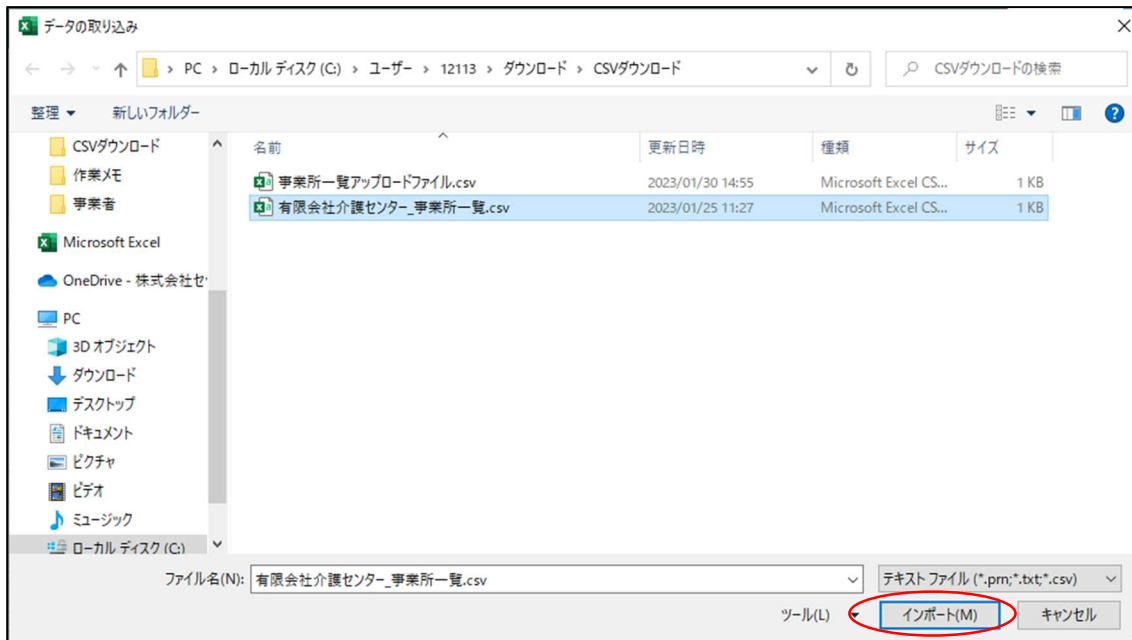 データの取り込み
PC › ローカル ディスク (C:) › ユーザー › 12113 › ダウンロード › CSVダウンロード
CSVダウンロードの検索
整理 新しいフォルダー
CSVダウンロード
作業メモ
事業者
Microsoft Excel
OneDrive - 株式会社セ
PC
3D オブジェクト
ダウンロード
デスクトップ
ドキュメント
ピクチャ
ビデオ
ミュージック
ローカル ディスク (C:)
名前 更新日時 種類 サイズ
事業所一覧アップロードファイル.csv 2023/01/30 14:55 Microsoft Excel CS... 1 KB
有限会社介護センター_事業所一覧.csv 2023/01/25 11:27 Microsoft Excel CS... 1 KB
ファイル名(N): 有限会社介護センター_事業所一覧.csv テキスト ファイル (*.prn;*.txt;*.csv)
ツール(L) インポート(M) キャンセル